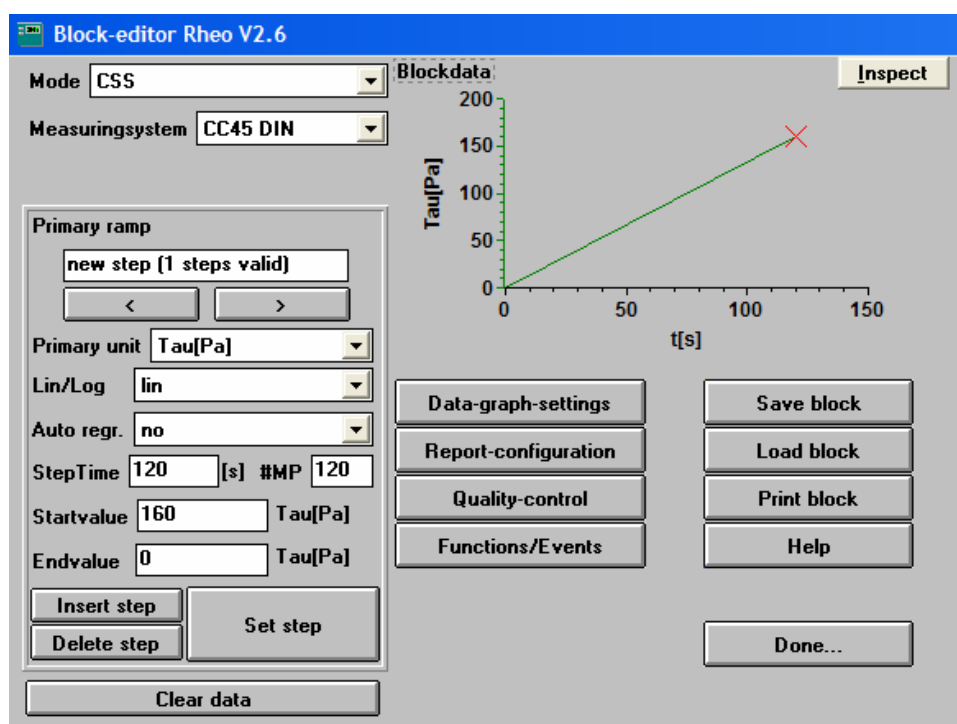 Block-editor Rheo V2.6
Mode CSS
Measuringsystem CC45 DIN
Primary ramp
new step (1 steps valid)
< >
Primary unit Tau[Pa]
Lin/Log lin
Auto regr. no
StepTime 120 [s] #MP 120
Startvalue 160 Tau[Pa]
Endvalue 0 Tau[Pa]
Insert step
Delete step
Set step
Clear data
Blockdata
Inspect
Tau[Pa]
200
150
100
50
0
0 50 100 150
t[s]
Data-graph-settings
Report-configuration
Quality-control
Functions/Events
Save block
Load block
Print block
Help
Done...